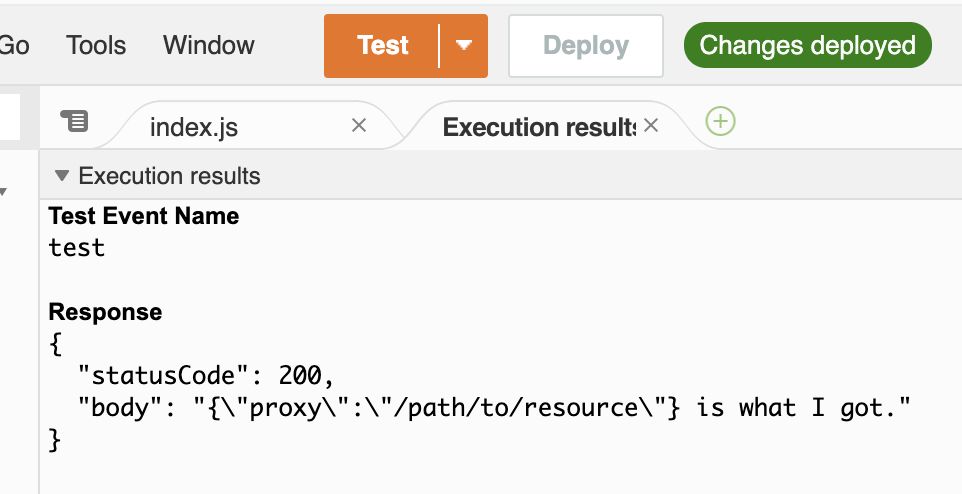 Go Tools Window Test Deploy Changes deployed
index.js Execution results
Execution results
Test Event Name
test
Response
{
"statusCode": 200,
"body": "{\"proxy\":\"/path/to/resource\"} is what I got."
}